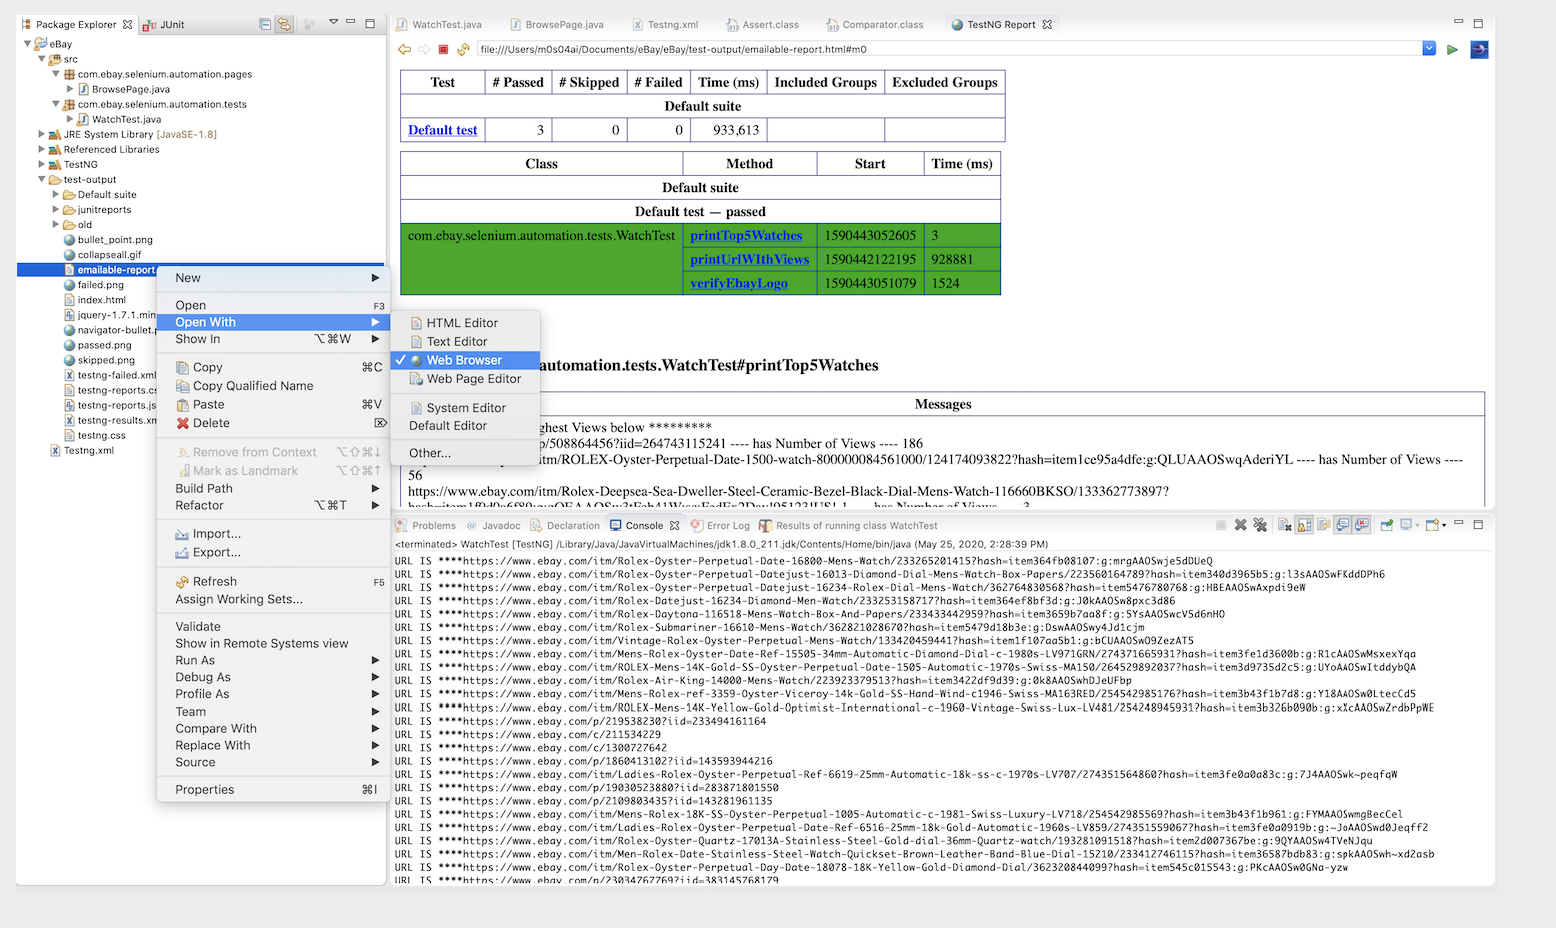 Package Explorer
JUnit
eBay
src
com.ebay.selenium.automation.pages
BrowsePage.java
com.ebay.selenium.automation.tests
WatchTest.java
JRE System Library [JavaSE-1.8]
Referenced Libraries
TestNG
test-output
Default suite
junitreports
old
bullet_point.png
collapseall.gif
emailable-report
failed.png
index.html
jquery-1.7.1.min
navigator-bullet.p
passed.png
skipped.png
testng-failed.xml
testng-reports.cs
testng-reports.js
testng-results.xm
testng.css
Testng.xml
New
Open F3
Open With
Show In ⌥⌘W
Copy ⌘C
Copy Qualified Name
Paste ⌘V
Delete ⌦
Remove from Context ⌥⇧⌘↓
Mark as Landmark ⌥⇧⌘↑
Build Path
Refactor ⌥⌘T
Import...
Export...
Refresh F5
Assign Working Sets...
Validate
Show in Remote Systems view
Run As
Debug As
Profile As
Team
Compare With
Replace With
Source
Properties ⌘I
HTML Editor
Text Editor
✓ Web Browser
Web Page Editor
System Editor
Default Editor
Other...
WatchTest.java BrowsePage.java Testng.xml Assert.class Comparator.class TestNG Report
file:///Users/m0s04ai/Documents/eBay/eBay/test-output/emailable-report.html#m0
Test # Passed # Skipped # Failed Time (ms) Included Groups Excluded Groups
Default suite
Default test 3 0 0 933,613
Class Method Start Time (ms)
Default suite
Default test — passed
com.ebay.selenium.automation.tests.WatchTest printTop5Watches 1590443052605 3
printUrlWIthViews 1590442122195 928881
verifyEbayLogo 1590443051079 1524
automation.tests.WatchTest#printTop5Watches
Messages
ghest Views below *********
p/508864456?iid=264743115241 ---- has Number of Views ---- 186
itm/ROLEX-Oyster-Perpetual-Date-1500-watch-800000084561000/124174093822?hash=item1ce95a4dfe:g:QLUAAOSwqAderiYL ---- has Number of Views ----
56
https://www.ebay.com/itm/Rolex-Deepsea-Sea-Dweller-Steel-Ceramic-Bezel-Black-Dial-Mens-Watch-116660BKSO/133362773897?
Problems Javadoc Declaration Console Error Log Results of running class WatchTest
<terminated> WatchTest [TestNG] /Library/Java/JavaVirtualMachines/jdk1.8.0_211.jdk/Contents/Home/bin/java (May 25, 2020, 2:28:39 PM)
URL IS ****https://www.ebay.com/itm/Rolex-Oyster-Perpetual-Date-16800-Mens-Watch/233265201415?hash=item364fb08107:g:mrgAAOSwje5dDUeQ
URL IS ****https://www.ebay.com/itm/Rolex-Oyster-Perpetual-Datejust-16013-Diamond-Dial-Mens-Watch-Box-Papers/223560164789?hash=item340d3965b5:g:l3sAAOSwFKddDPh6
URL IS ****https://www.ebay.com/itm/Rolex-Oyster-Perpetual-Datejust-16234-Rolex-Dial-Mens-Watch/362764830568?hash=item5476780768:g:HBEAAOSwAxpdi9eW
URL IS ****https://www.ebay.com/itm/Rolex-Datejust-16234-Diamond-Men-Watch/233253158717?hash=item364ef8bf3d:g:J0kAAOSw8pxc3d86
URL IS ****https://www.ebay.com/itm/Rolex-Daytona-116518-Mens-Watch-Box-And-Papers/233433442959?hash=item3659b7aa8f:g:5YsAAOSwcV5d6nHO
URL IS ****https://www.ebay.com/itm/Rolex-Submariner-16610-Mens-Watch/362821028670?hash=item5479d18b3e:g:DswAAOSwy4Jd1cjm
URL IS ****https://www.ebay.com/itm/Vintage-Rolex-Oyster-Perpetual-Mens-Watch/133420459441?hash=item1f107aa5b1:g:bCUAAOSwO9ZezAT5
URL IS ****https://www.ebay.com/itm/Mens-Rolex-Oyster-Date-Ref-15505-34mm-Automatic-Diamond-Dial-c-1980s-LV971GRN/274371665931?hash=item3fe1d3600b:g:R1cAAOSwMsxexYqa
URL IS ****https://www.ebay.com/itm/ROLEX-Mens-14K-Gold-SS-Oyster-Perpetual-Date-1505-Automatic-1970s-Swiss-MA150/264529892037?hash=item3d9735d2c5:g:UYoAAOSwItddybQA
URL IS ****https://www.ebay.com/itm/Rolex-Air-King-14000-Mens-Watch/223923379513?hash=item3422df9d39:g:0k8AAOSwhDJeUFbp
URL IS ****https://www.ebay.com/itm/Mens-Rolex-ref-3359-Oyster-Viceroy-14k-Gold-SS-Hand-Wind-c1946-Swiss-MA163RED/254542985176?hash=item3b43f1b7d8:g:Y18AAOSw0LtecCd5
URL IS ****https://www.ebay.com/itm/ROLEX-Mens-14K-Yellow-Gold-Optimist-International-c-1960-Vintage-Swiss-Lux-LV481/254248945931?hash=item3b326b090b:g:xXcAAOSwZrdbPpWE
URL IS ****https://www.ebay.com/p/219538230?iid=233494161164
URL IS ****https://www.ebay.com/c/211534229
URL IS ****https://www.ebay.com/c/1300727642
URL IS ****https://www.ebay.com/p/1860413102?iid=143593944216
URL IS ****https://www.ebay.com/itm/Ladies-Rolex-Oyster-Perpetual-Ref-6619-25mm-Automatic-18k-ss-c-1970s-LV707/274351564860?hash=item3fe0a0a83c:g:7J4AAOSwk~peqfqW
URL IS ****https://www.ebay.com/p/19030523880?iid=283871801550
URL IS ****https://www.ebay.com/p/2109803435?iid=143281961135
URL IS ****https://www.ebay.com/itm/Mens-Rolex-18K-SS-Oyster-Perpetual-1005-Automatic-c-1981-Swiss-Luxury-LV718/254542985569?hash=item3b43f1b961:g:FYMAAOSwmgBecCel
URL IS ****https://www.ebay.com/itm/Ladies-Rolex-Oyster-Perpetual-Date-Ref-6516-25mm-18k-Gold-Automatic-1960s-LV859/274351559067?hash=item3fe0a0919b:g:~JoAAOSwd0Jeqff2
URL IS ****https://www.ebay.com/itm/Rolex-Oyster-Quartz-17013A-Stainless-Steel-Gold-dial-36mm-Quartz-watch/193281091518?hash=item2d007367be:g:9QYAAOSw4TVeNJqu
URL IS ****https://www.ebay.com/itm/Men-Rolex-Date-Stainless-Steel-Watch-Quickset-Brown-Leather-Band-Blue-Dial-15210/233412746115?hash=item36587bdb83:g:spkAAOSwh~xd2asb
URL IS ****https://www.ebay.com/itm/Rolex-Oyster-Perpetual-Day-Date-18078-18K-Yellow-Gold-Diamond-Dial/362320844099?hash=item545c015543:g:PKcAAOSw0GNa-yzw
URL IS ****https://www.ebay.com/p/23034767769?iid=383145768179